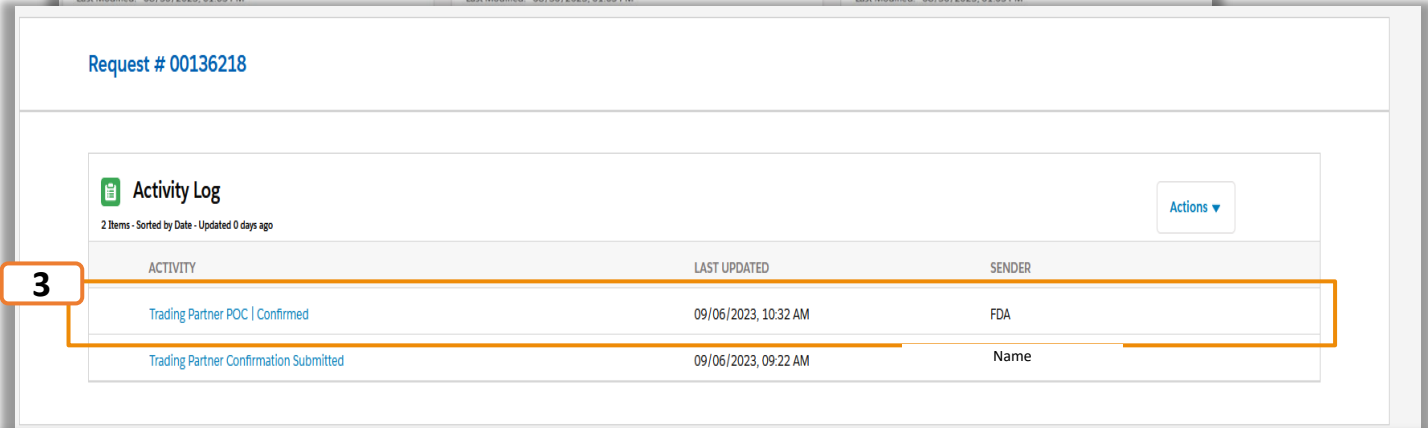 Request # 00136218
Activity Log
Actions ▼
2 Items - Sorted by Date - Updated 0 days ago
ACTIVITY LAST UPDATED SENDER
3
Trading Partner POC | Confirmed 09/06/2023, 10:32 AM FDA
Trading Partner Confirmation Submitted 09/06/2023, 09:22 AM Name